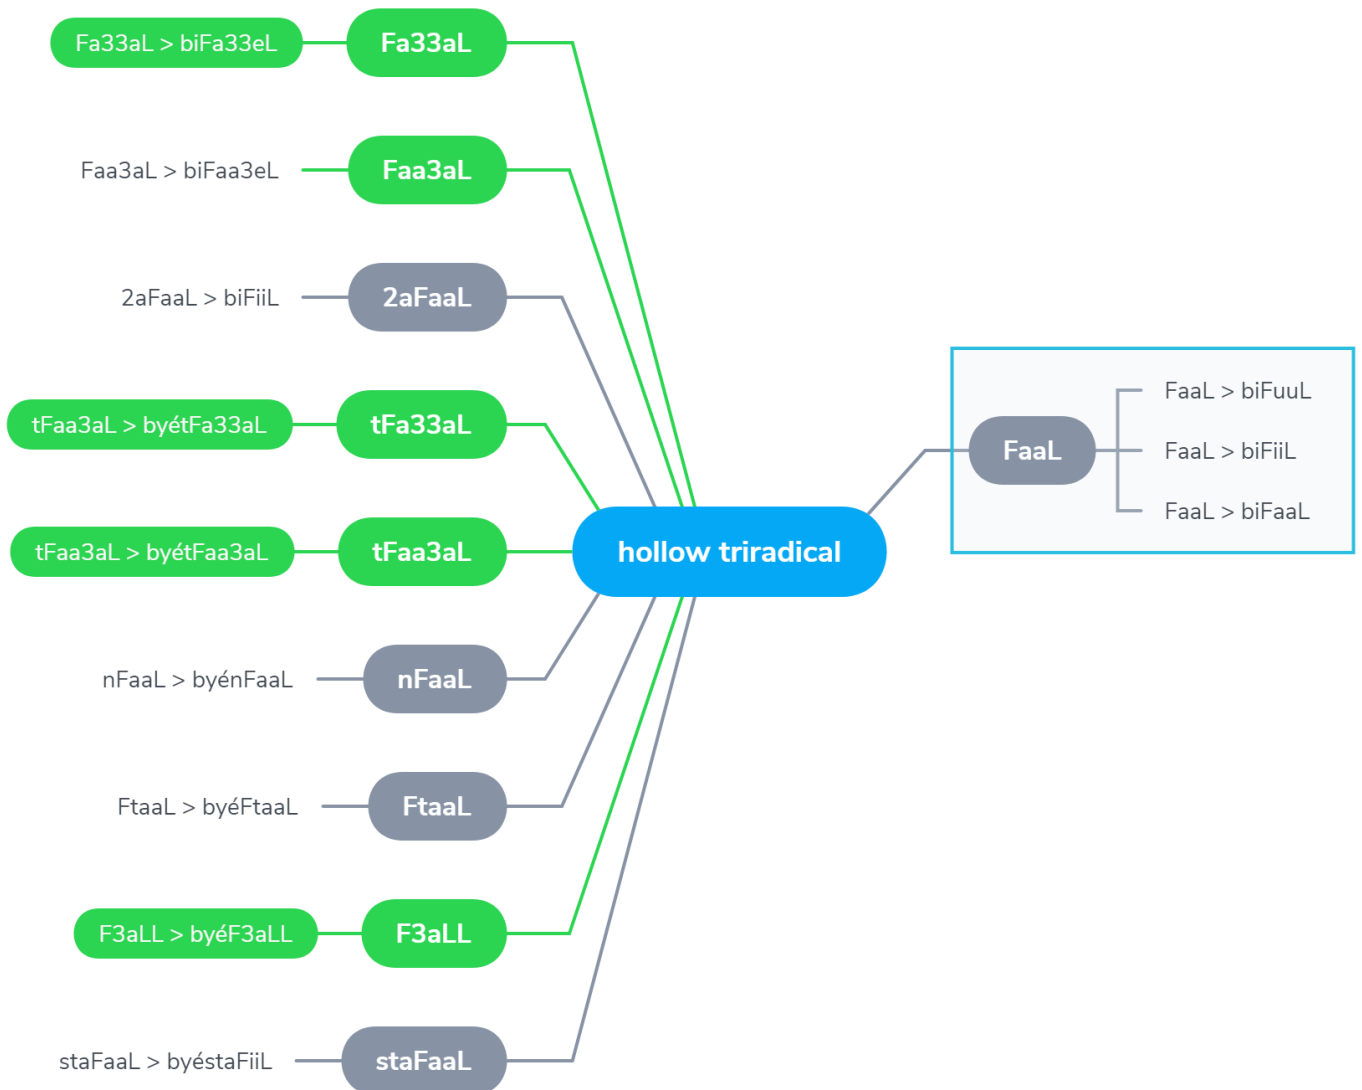 Fa33aL > biFa33eL
Fa33aL
Faa3aL > biFaa3eL
Faa3aL
2aFaaL > biFiiL
2aFaaL
tFaa3aL > byétFa33aL
tFa33aL
tFaa3aL > byétFaa3aL
tFaa3aL
nFaaL > byénFaaL
nFaaL
FtaaL > byéFtaaL
FtaaL
F3aLL > byéF3aLL
F3aLL
staFaaL > byéstaFiiL
staFaaL
hollow triradical
FaaL
FaaL > biFuuL
FaaL > biFiiL
FaaL > biFaaL